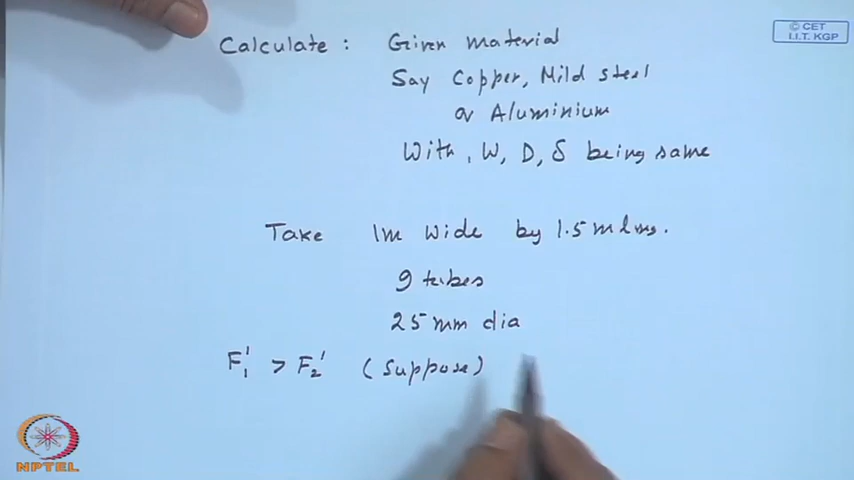 © CET
I.I.T. KGP
Calculate : Given material
Say Copper, Mild steel
or Aluminium
With, W, D, δ being same
Take 1m wide by 1.5 m long.
9 tubes
25 mm dia
F₁' > F₂' (Suppose)
NPTEL